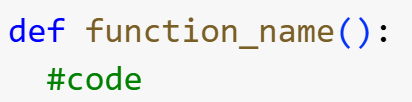 def function_name():
  #code